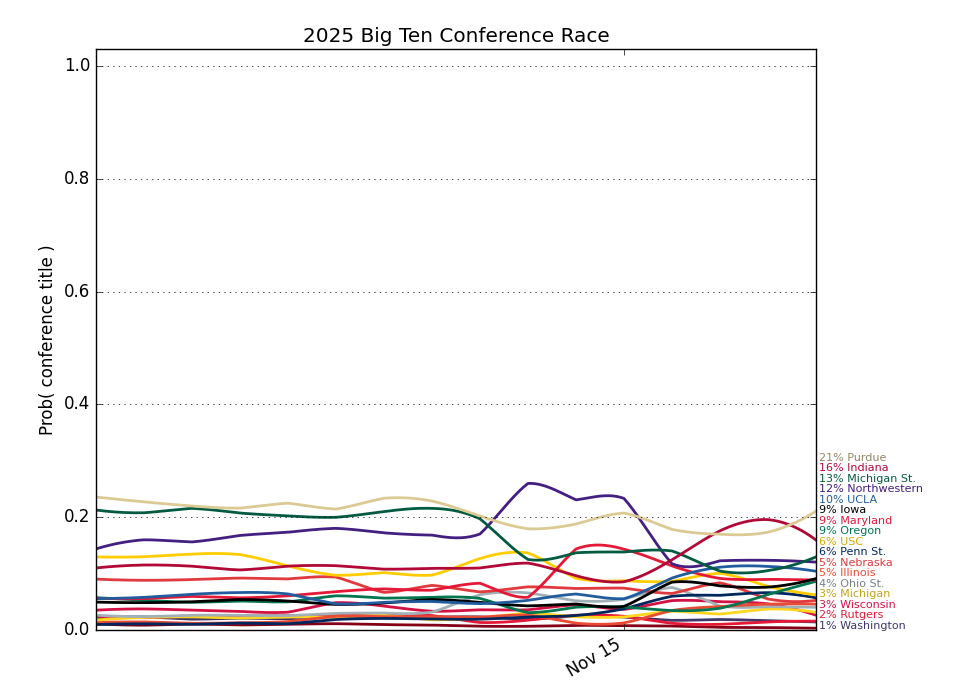 2025 Big Ten Conference Race
Prob( conference title )
1.0
0.8
0.6
0.4
0.2
0.0
Nov 15
21% Purdue
16% Indiana
13% Michigan St.
12% Northwestern
10% UCLA
9% Iowa
9% Maryland
9% Oregon
6% USC
6% Penn St.
5% Nebraska
5% Illinois
4% Ohio St.
3% Michigan
3% Wisconsin
2% Rutgers
1% Washington